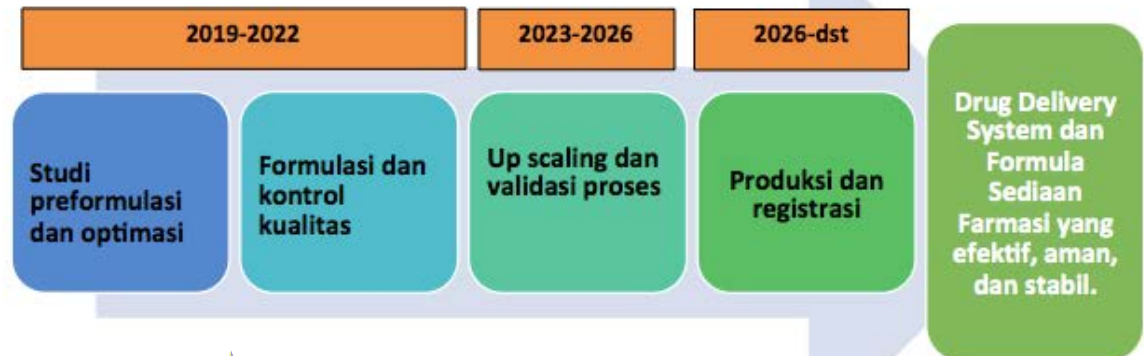 2019-2022
2023-2026
2026-dst
Studi
preformulasi
dan optimasi
Formulasi dan
kontrol
kualitas
Up scaling dan
validasi proses
Produksi dan
registrasi
Drug Delivery
System dan
Formula
Sediaan
Farmasi yang
efektif, aman,
dan stabil.